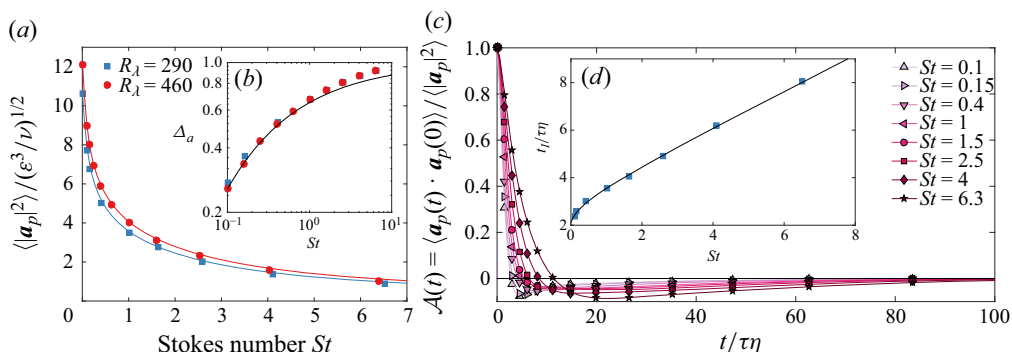 (a)
12
10
8
6
4
2
0
0 1 2 3 4 5 6 7
Stokes number St
⟨|a_p|²⟩/(ε³/ν)^{1/2}
R_λ = 290
R_λ = 460
(b)
1.0
0.8
0.6
0.4
0.2
Δ_a
10^{-1} 10^0 10^1
St
(c)
1.0
0.8
0.6
0.4
0.2
0
0 20 40 60 80 100
t/τη
𝒜(t) = ⟨a_p(t) · a_p(0)⟩/⟨|a_p|²⟩
(d)
8
6
4
2
0 2 4 6 8
t_I/τη
St
St = 0.1
St = 0.15
St = 0.4
St = 1
St = 1.5
St = 2.5
St = 4
St = 6.3